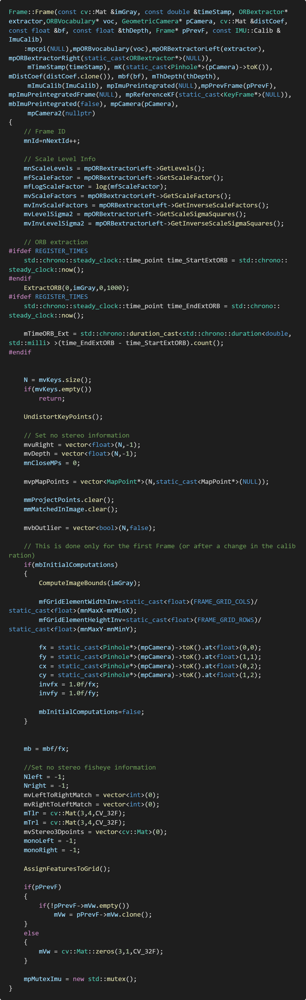 Frame::Frame(const cv::Mat &imGray, const double &timeStamp, ORBextractor*
extractor,ORBVocabulary* voc, GeometricCamera* pCamera, cv::Mat &distCoef,
const float &bf, const float &thDepth, Frame* pPrevF, const IMU::Calib &
ImuCalib)
    :mpcpi(NULL),mpORBvocabulary(voc),mpORBextractorLeft(extractor),
mpORBextractorRight(static_cast<ORBextractor*>(NULL)),
     mTimeStamp(timeStamp), mK(static_cast<Pinhole*>(pCamera)->toK()),
mDistCoef(distCoef.clone()), mbf(bf), mThDepth(thDepth),
     mImuCalib(ImuCalib), mpImuPreintegrated(NULL),mpPrevFrame(pPrevF),
mpImuPreintegratedFrame(NULL), mpReferenceKF(static_cast<KeyFrame*>(NULL)),
mbImuPreintegrated(false), mpCamera(pCamera),
     mpCamera2(nullptr)
{
    // Frame ID
    mnId=nNextId++;

    // Scale Level Info
    mnScaleLevels = mpORBextractorLeft->GetLevels();
    mfScaleFactor = mpORBextractorLeft->GetScaleFactor();
    mfLogScaleFactor = log(mfScaleFactor);
    mvScaleFactors = mpORBextractorLeft->GetScaleFactors();
    mvInvScaleFactors = mpORBextractorLeft->GetInverseScaleFactors();
    mvLevelSigma2 = mpORBextractorLeft->GetScaleSigmaSquares();
    mvInvLevelSigma2 = mpORBextractorLeft->GetInverseScaleSigmaSquares();

    // ORB extraction
#ifdef REGISTER_TIMES
    std::chrono::steady_clock::time_point time_StartExtORB = std::chrono::
steady_clock::now();
#endif
    ExtractORB(0,imGray,0,1000);
#ifdef REGISTER_TIMES
    std::chrono::steady_clock::time_point time_EndExtORB = std::chrono::
steady_clock::now();

    mTimeORB_Ext = std::chrono::duration_cast<std::chrono::duration<double,
std::milli> >(time_EndExtORB - time_StartExtORB).count();
#endif


    N = mvKeys.size();
    if(mvKeys.empty())
        return;

    UndistortKeyPoints();

    // Set no stereo information
    mvuRight = vector<float>(N,-1);
    mvDepth = vector<float>(N,-1);
    mnCloseMPs = 0;

    mvpMapPoints = vector<MapPoint*>(N,static_cast<MapPoint*>(NULL));

    mmProjectPoints.clear();
    mmMatchedInImage.clear();

    mvbOutlier = vector<bool>(N,false);

    // This is done only for the first Frame (or after a change in the calib
ration)
    if(mbInitialComputations)
    {
        ComputeImageBounds(imGray);

        mfGridElementWidthInv=static_cast<float>(FRAME_GRID_COLS)/
static_cast<float>(mnMaxX-mnMinX);
        mfGridElementHeightInv=static_cast<float>(FRAME_GRID_ROWS)/
static_cast<float>(mnMaxY-mnMinY);

        fx = static_cast<Pinhole*>(mpCamera)->toK().at<float>(0,0);
        fy = static_cast<Pinhole*>(mpCamera)->toK().at<float>(1,1);
        cx = static_cast<Pinhole*>(mpCamera)->toK().at<float>(0,2);
        cy = static_cast<Pinhole*>(mpCamera)->toK().at<float>(1,2);
        invfx = 1.0f/fx;
        invfy = 1.0f/fy;

        mbInitialComputations=false;
    }


    mb = mbf/fx;

    //Set no stereo fisheye information
    Nleft = -1;
    Nright = -1;
    mvLeftToRightMatch = vector<int>(0);
    mvRightToLeftMatch = vector<int>(0);
    mTlr = cv::Mat(3,4,CV_32F);
    mTrl = cv::Mat(3,4,CV_32F);
    mvStereo3Dpoints = vector<cv::Mat>(0);
    monoLeft = -1;
    monoRight = -1;

    AssignFeaturesToGrid();

    if(pPrevF)
    {
        if(!pPrevF->mVw.empty())
            mVw = pPrevF->mVw.clone();
    }
    else
    {
        mVw = cv::Mat::zeros(3,1,CV_32F);
    }

    mpMutexImu = new std::mutex();
}